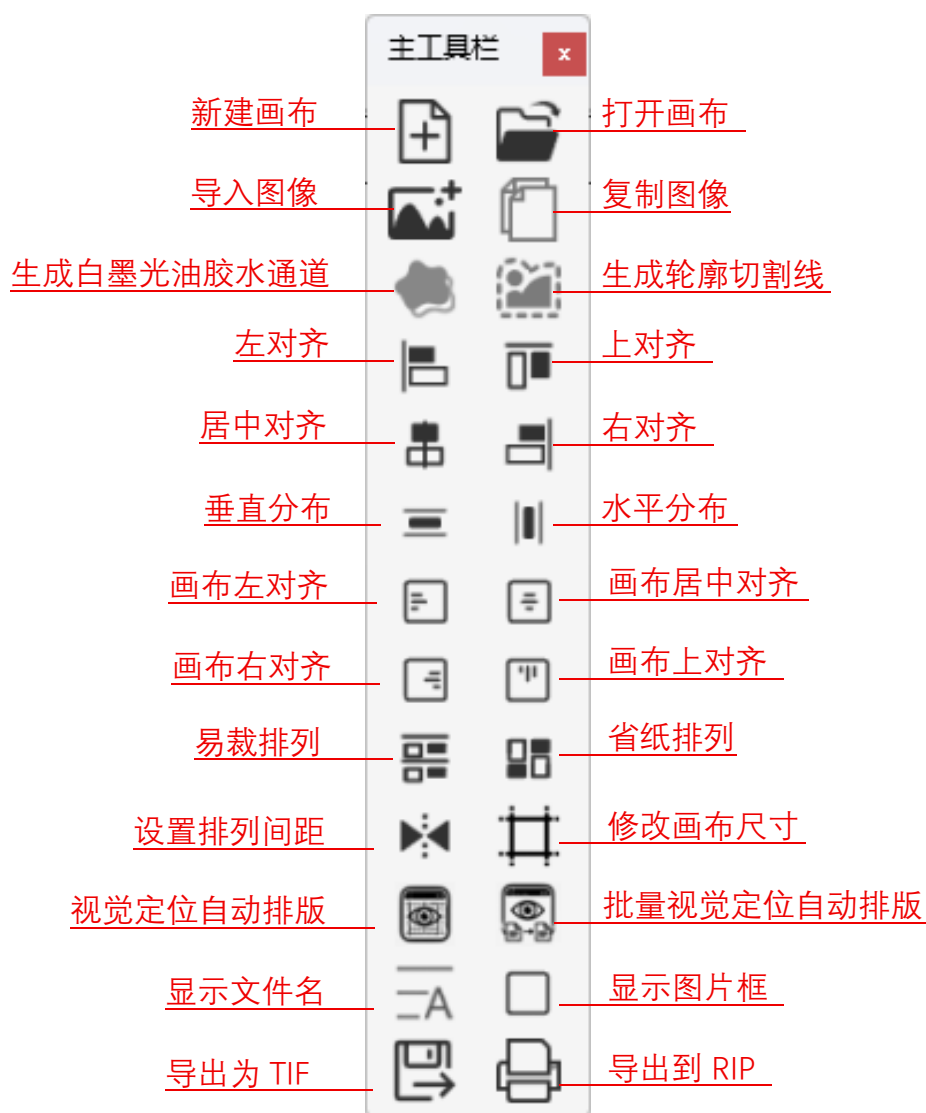 主工具栏
x
新建画布
打开画布
导入图像
复制图像
生成白墨光油胶水通道
生成轮廓切割线
左对齐
上对齐
居中对齐
右对齐
垂直分布
水平分布
画布左对齐
画布居中对齐
画布右对齐
画布上对齐
易裁排列
省纸排列
设置排列间距
修改画布尺寸
视觉定位自动排版
批量视觉定位自动排版
显示文件名
A
显示图片框
导出为 TIF
导出到 RIP